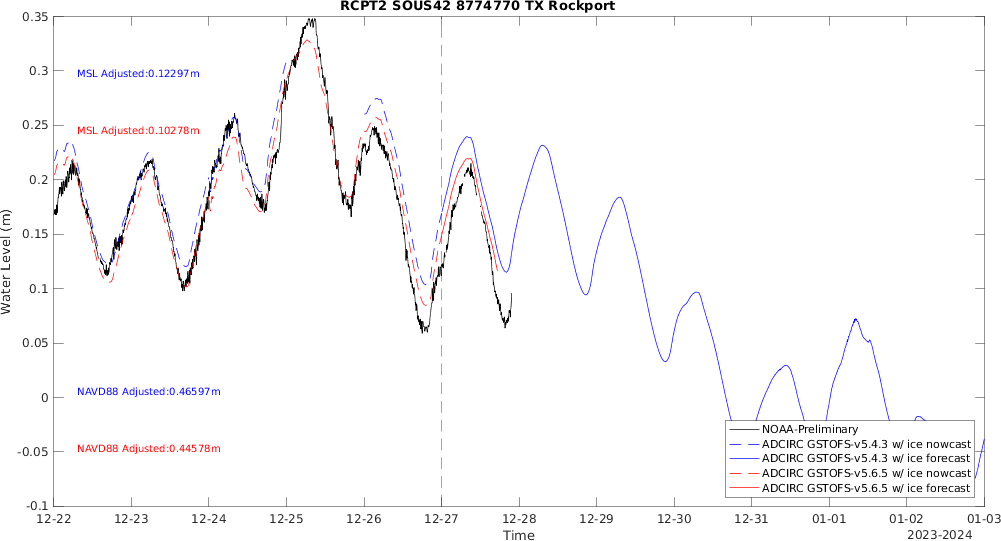 RCPT2 SOUS42 8774770 TX Rockport
0.35
0.3
0.25
0.2
0.15
0.1
0.05
0
-0.05
-0.1
Water Level (m)
MSL Adjusted:0.12297m
MSL Adjusted:0.10278m
NAVD88 Adjusted:0.46597m
NAVD88 Adjusted:0.44578m
NOAA-Preliminary
ADCIRC GSTOFS-v5.4.3 w/ ice nowcast
ADCIRC GSTOFS-v5.4.3 w/ ice forecast
ADCIRC GSTOFS-v5.6.5 w/ ice nowcast
ADCIRC GSTOFS-v5.6.5 w/ ice forecast
12-22 12-23 12-24 12-25 12-26 12-27 12-28 12-29 12-30 12-31 01-01 01-02 01-03
Time
2023-2024